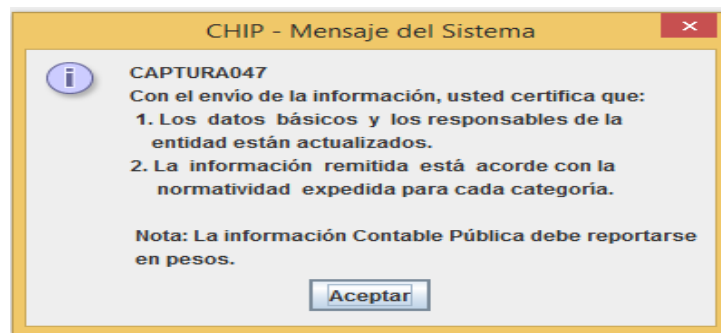 CHIP - Mensaje del Sistema
CAPTURA047
Con el envío de la información, usted certifica que:
1. Los datos básicos y los responsables de la
entidad están actualizados.
2. La información remitida está acorde con la
normatividad expedida para cada categoría.
Nota: La información Contable Pública debe reportarse
en pesos.
Aceptar